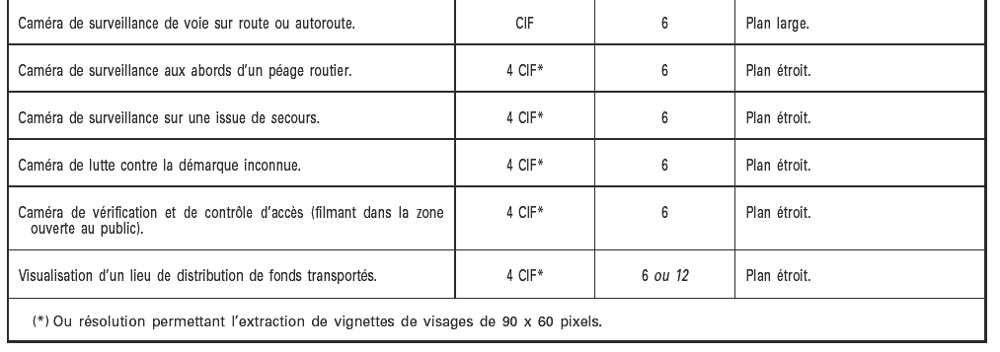 Caméra de surveillance de voie sur route ou autoroute. CIF 6 Plan large.
Caméra de surveillance aux abords d'un péage routier. 4 CIF* 6 Plan étroit.
Caméra de surveillance sur une issue de secours. 4 CIF* 6 Plan étroit.
Caméra de lutte contre la démarque inconnue. 4 CIF* 6 Plan étroit.
Caméra de vérification et de contrôle d'accès (filmant dans la zone 4 CIF* 6 Plan étroit.
ouverte au public).
Visualisation d'un lieu de distribution de fonds transportés. 4 CIF* 6 ou 12 Plan étroit.
(*) Ou résolution permettant l'extraction de vignettes de visages de 90 x 60 pixels.